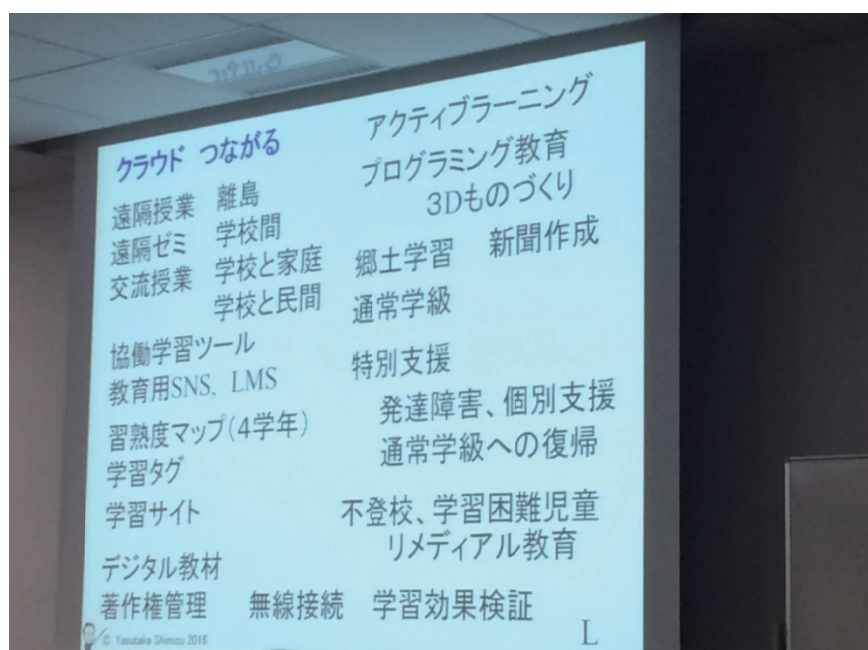 クラウド つながる
遠隔授業 離島
遠隔ゼミ 学校間
交流授業 学校と家庭
学校と民間
協働学習ツール
教育用SNS, LMS
習熟度マップ(4学年)
学習タグ
学習サイト
デジタル教材
著作権管理 無線接続 学習効果検証
アクティブラーニング
プログラミング教育
3Dものづくり
郷土学習 新聞作成
通常学級
特別支援
発達障害、個別支援
通常学級への復帰
不登校、学習困難児童
リメディアル教育
© Yasutaka Shimizu 2016
L